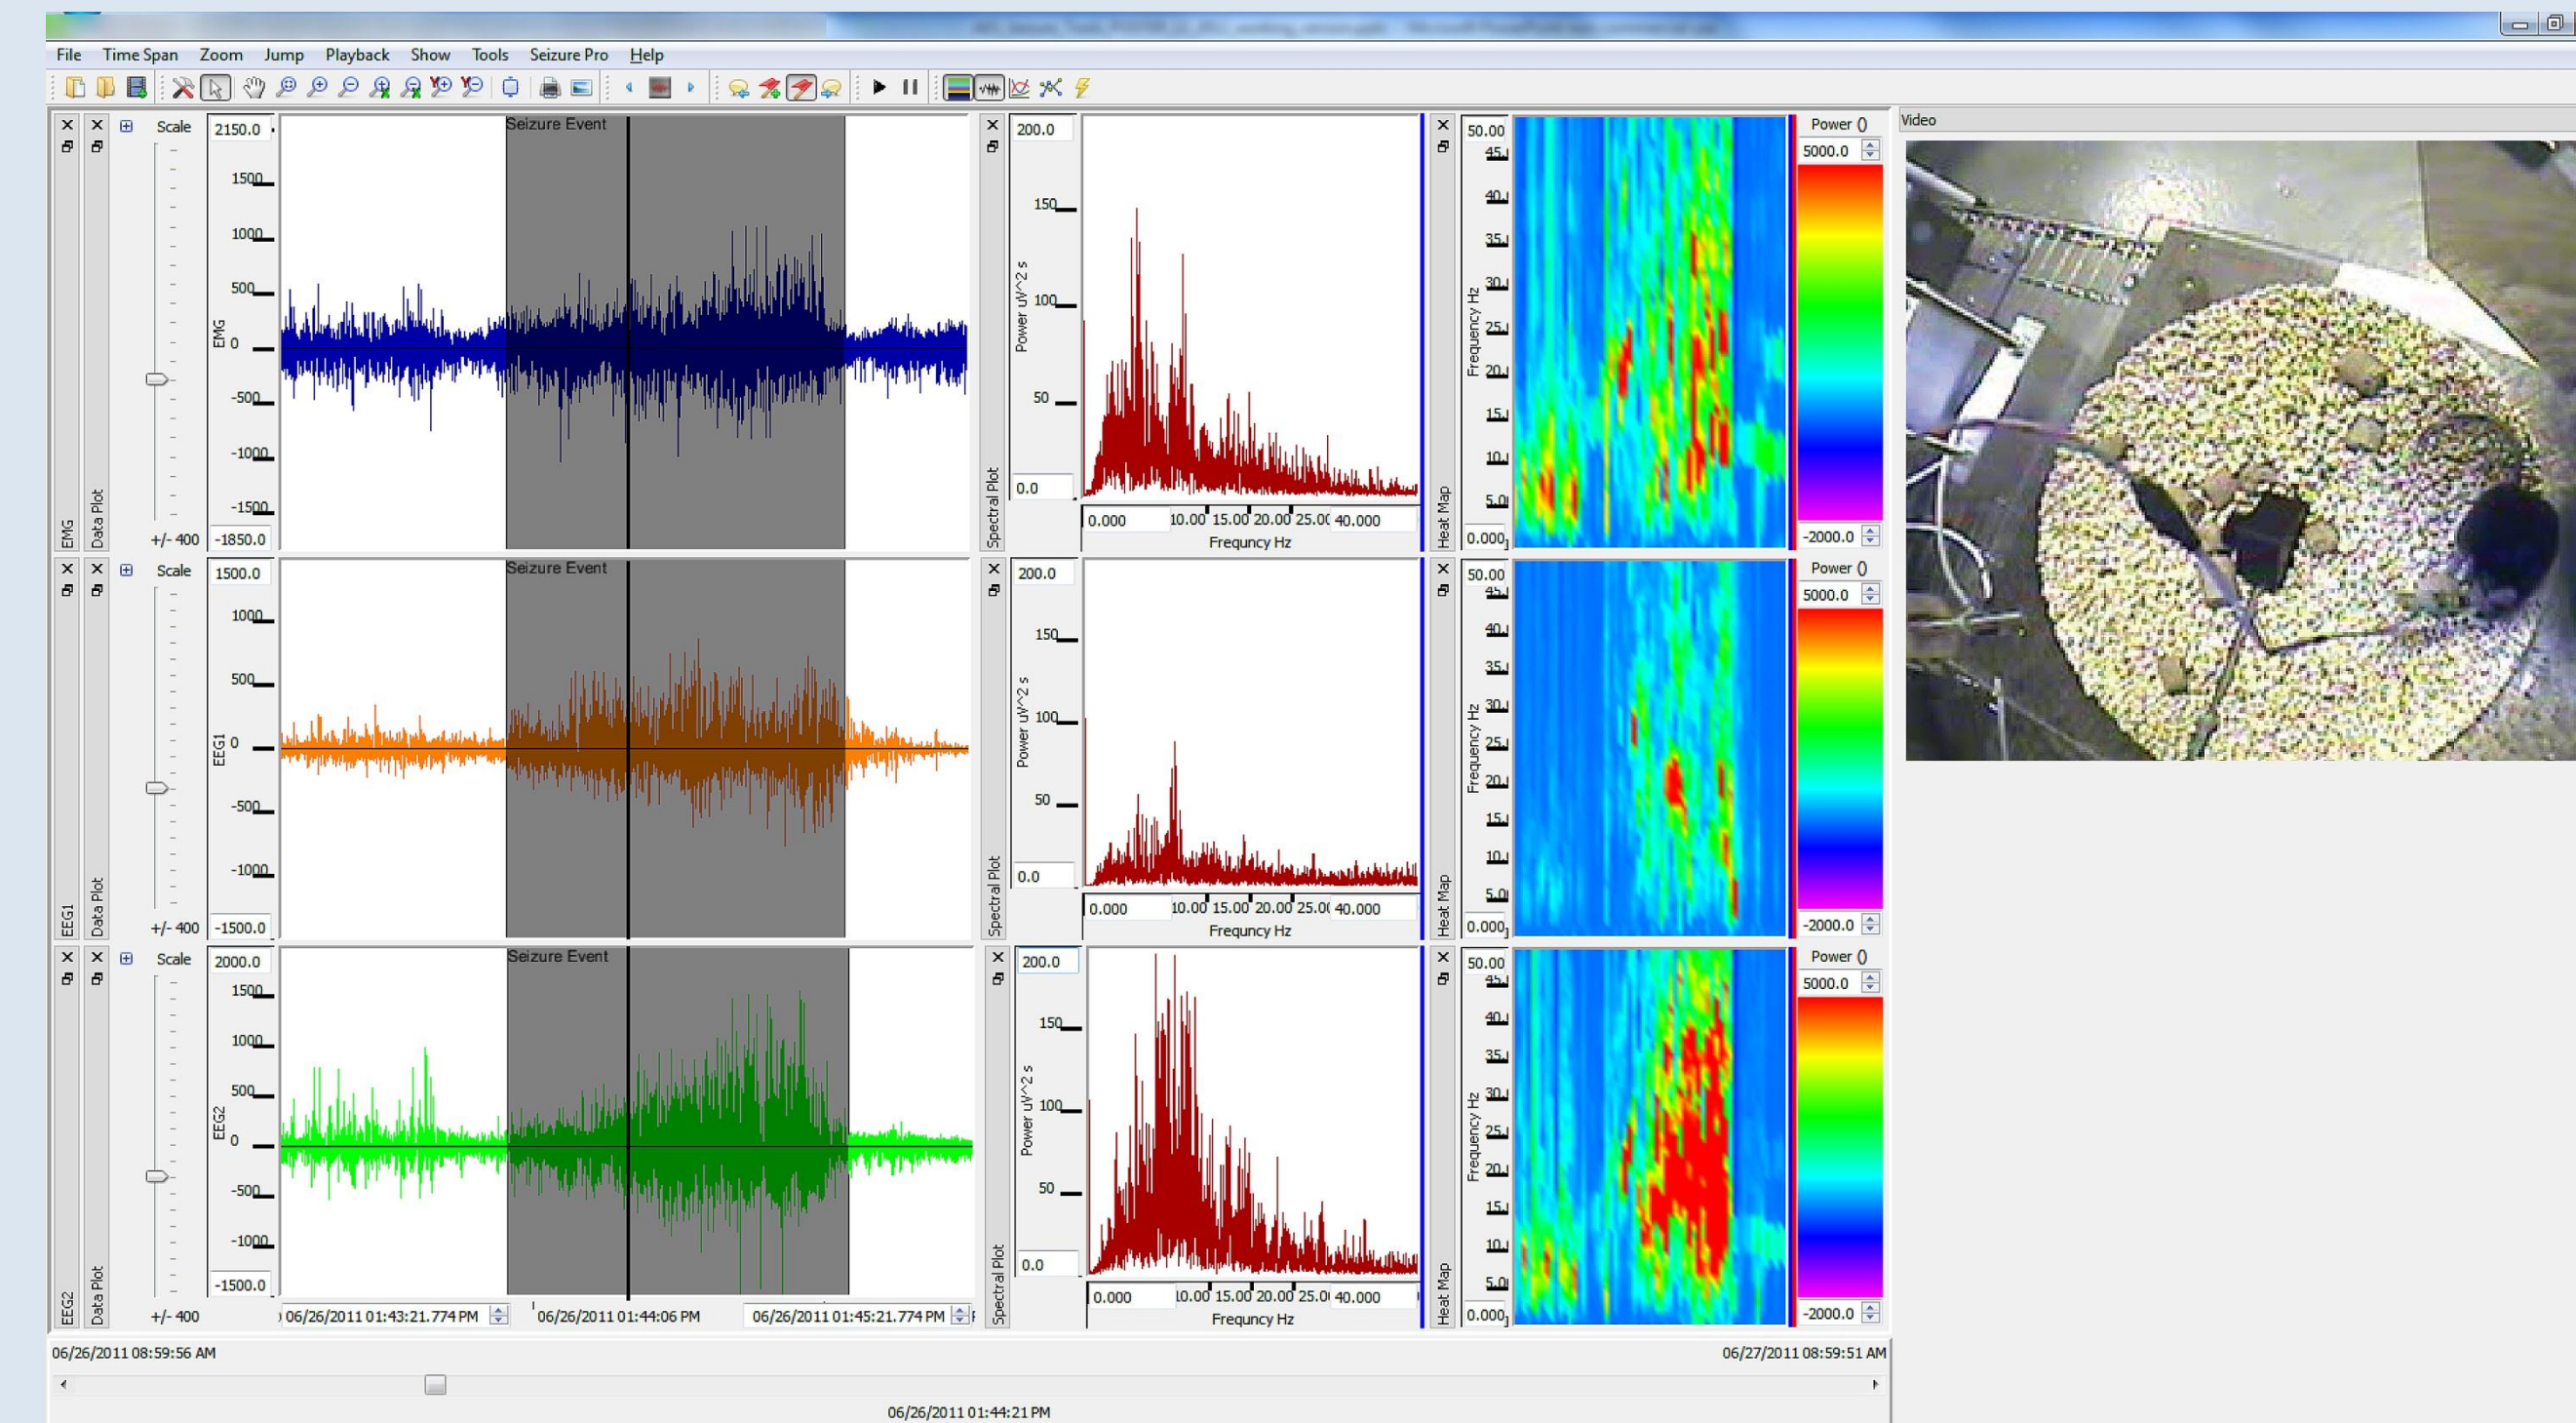 File Time Span Zoom Jump Playback Show Tools Seizure Pro Help
Scale
2150.0
1500
1000
500
0
-500
-1000
-1500
-1850.0
+/- 400
EMG
Data Plot
EMG
Seizure Event
Spectral Plot
200.0
150
100
50
0.0
Power uV^2 s
0.000 10.00 15.00 20.00 25.00 40.000
Frequncy Hz
Heat Map
50.00
45.
40.
35.
30.
25.
20.
15.
10.
5.0
0.000
Frequency Hz
Power ()
5000.0
-2000.0
Video
Scale
1500.0
1000
500
0
-500
-1000
-1500.0
+/- 400
EEG1
Data Plot
EEG1
Seizure Event
Spectral Plot
200.0
150
100
50
0.0
Power uV^2 s
0.000 10.00 15.00 20.00 25.00 40.000
Frequncy Hz
Heat Map
50.00
45.
40.
35.
30.
25.
20.
15.
10.
5.0
0.000
Frequency Hz
Power ()
5000.0
-2000.0
Scale
2000.0
1500
1000
500
0
-500
-1000
-1500.0
+/- 400
EEG2
Data Plot
EEG2
Seizure Event
06/26/2011 01:43:21.774 PM 06/26/2011 01:44:06 PM 06/26/2011 01:45:21.774 PM
Spectral Plot
200.0
150
100
50
0.0
Power uV^2 s
0.000 10.00 15.00 20.00 25.0 40.000
Frequncy Hz
Heat Map
50.00
45.
40.
35.
30.
25.
20.
15.
10.
5.0
0.000
Frequency Hz
Power ()
5000.0
-2000.0
06/26/2011 08:59:56 AM 06/27/2011 08:59:51 AM
06/26/2011 01:44:21 PM